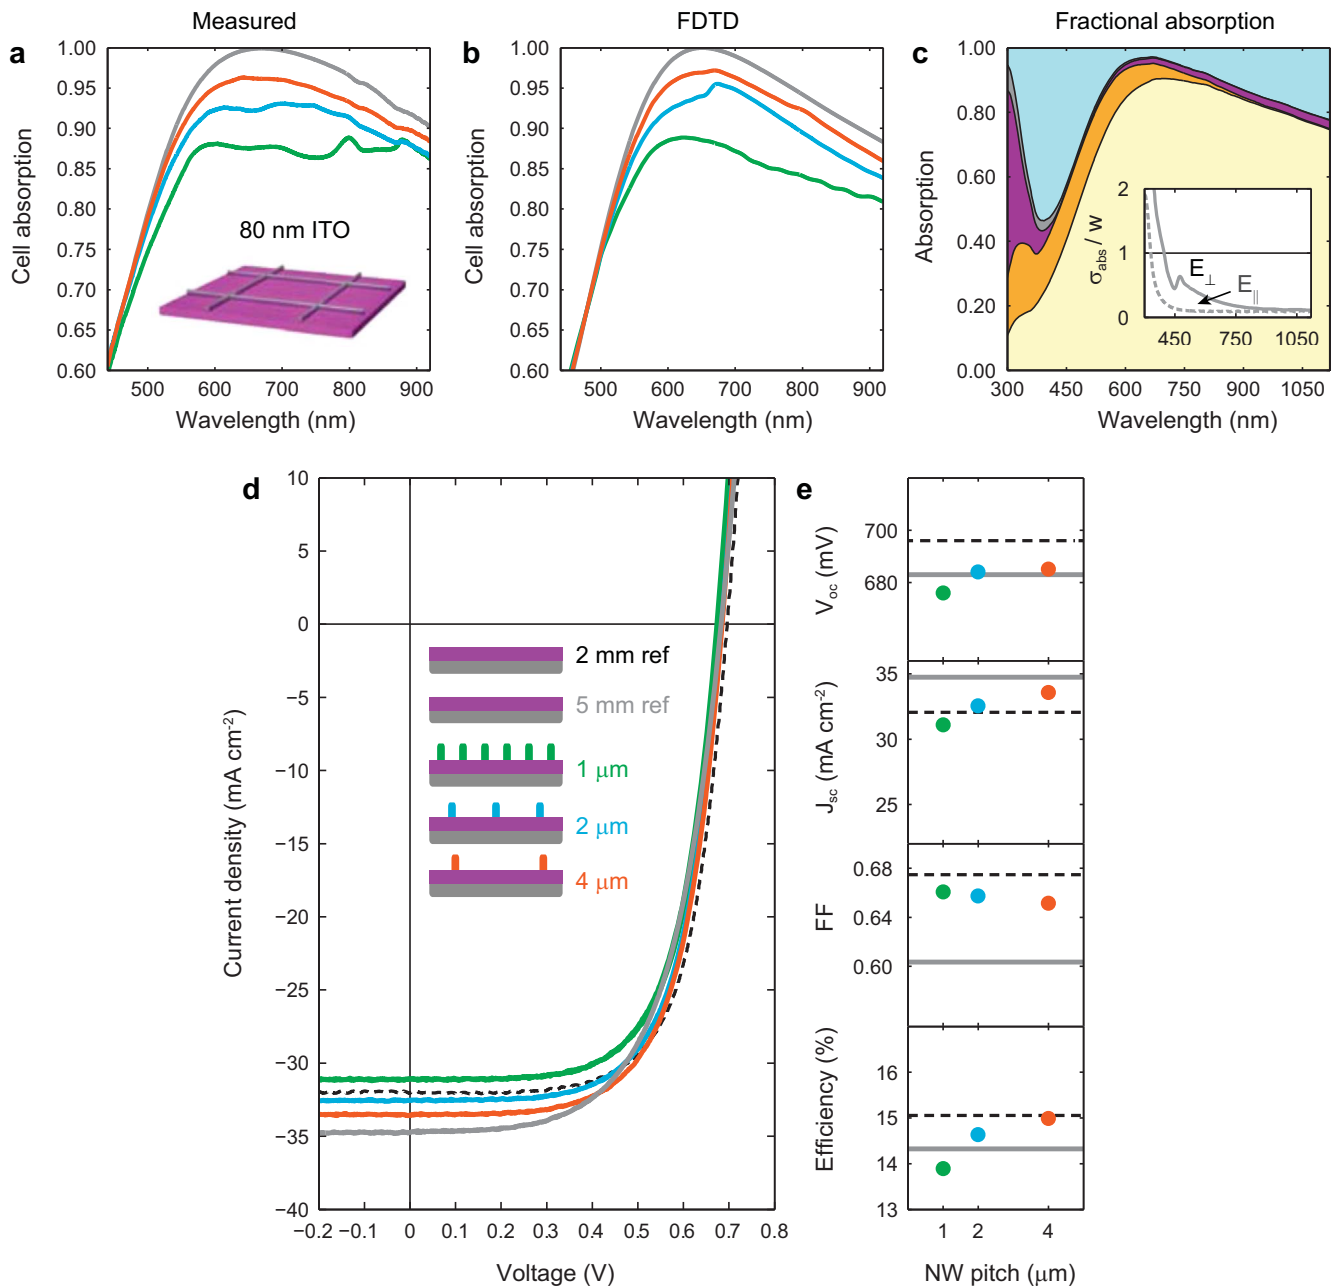 Measured
FDTD
Fractional absorption
a
1.00
0.95
0.90
0.85
0.80
0.75
0.70
0.65
0.60
Cell absorption
80 nm ITO
500 600 700 800 900
Wavelength (nm)
b
1.00
0.95
0.90
0.85
0.80
0.75
0.70
0.65
0.60
Cell absorption
500 600 700 800 900
Wavelength (nm)
c
1.00
0.80
0.60
0.40
0.20
0.00
Absorption
2
1
0
σabs / w
E⊥
E||
450 750 1050
300 450 600 750 900 1050
Wavelength (nm)
d
10
5
0
−5
−10
−15
−20
−25
−30
−35
−40
Current density (mA cm-2)
2 mm ref
5 mm ref
1 μm
2 μm
4 μm
−0.2 −0.1 0 0.1 0.2 0.3 0.4 0.5 0.6 0.7 0.8
Voltage (V)
e
700
680
Voc (mV)
35
30
25
Jsc (mA cm-2)
0.68
0.64
0.60
FF
16
15
14
13
Efficiency (%)
1 2 4
NW pitch (μm)